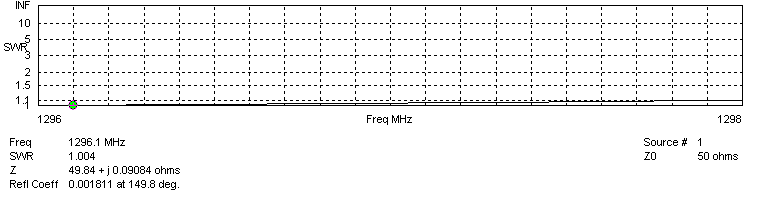 INF
10
5
SWR
3
2
1.5
1.1
1
1296 Freq MHz 1298
Freq 1296.1 MHz Source # 1
SWR 1.004 Z0 50 ohms
Z 49.84 + j 0.09084 ohms
Refl Coeff 0.001811 at 149.8 deg.